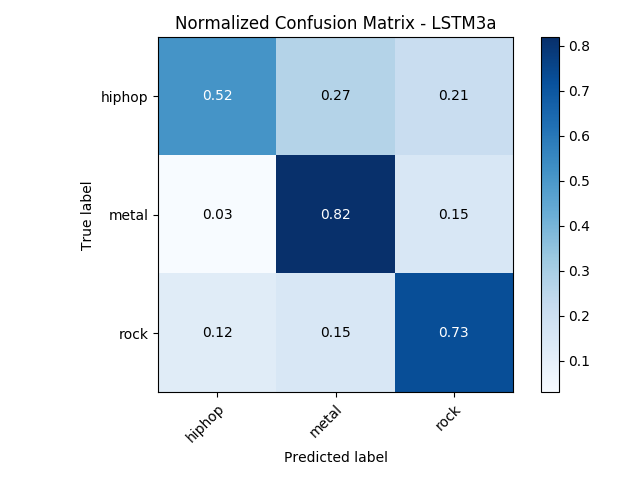 Normalized Confusion Matrix - LSTM3a
hiphop 0.52 0.27 0.21
metal 0.03 0.82 0.15
rock 0.12 0.15 0.73
True label
hiphop metal rock
Predicted label
0.8
0.7
0.6
0.5
0.4
0.3
0.2
0.1